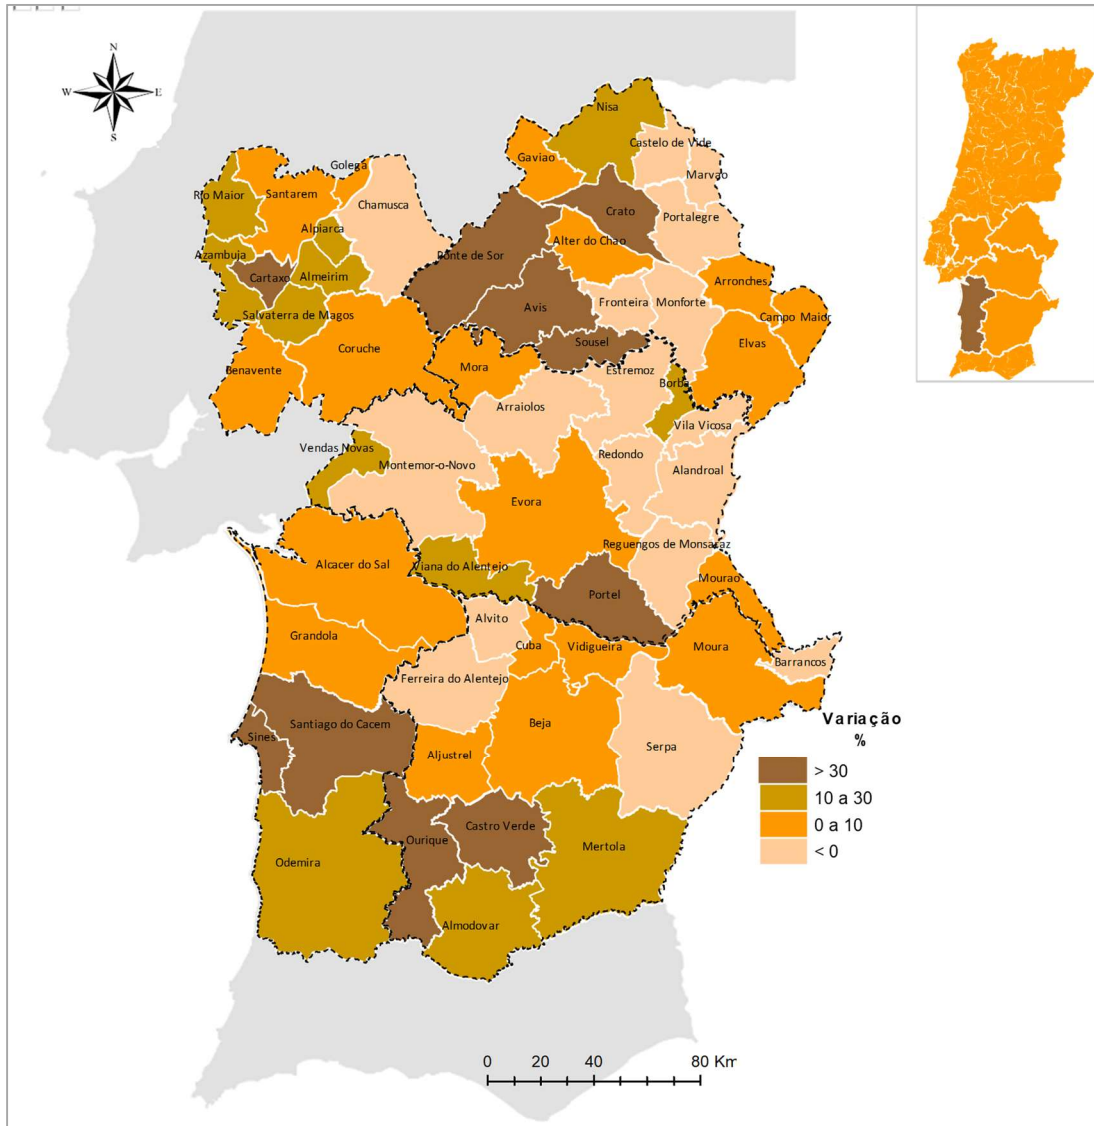 N
W E
S
Nisa
Castelo de Vide
Gaviao
Marvao
Golegã
Rio Maior
Santarem
Chamusca
Crato
Portalegre
Alpiarca
Alter do Chao
Azambuja
Ponte de Sor
Cartaxo
Almeirim
Arronches
Avis
Fronteira
Monforte
Salvaterra de Magos
Campo Maior
Coruche
Sousel
Elvas
Benavente
Mora
Estremoz
Borba
Arraiolos
Vila Vicosa
Vendas Novas
Redondo
Montemor-o-Novo
Alandroal
Evora
Reguengos de Monsaraz
Alcacer do Sal
Viana do Alentejo
Mourao
Portel
Alvito
Grandola
Cuba
Vidigueira
Moura
Barrancos
Ferreira do Alentejo
Santiago do Cacem
Beja
Sines
Aljustrel
Serpa
Castro Verde
Ourique
Mertola
Odemira
Almodovar
Variação
%
> 30
10 a 30
0 a 10
< 0
0 20 40 80 Km